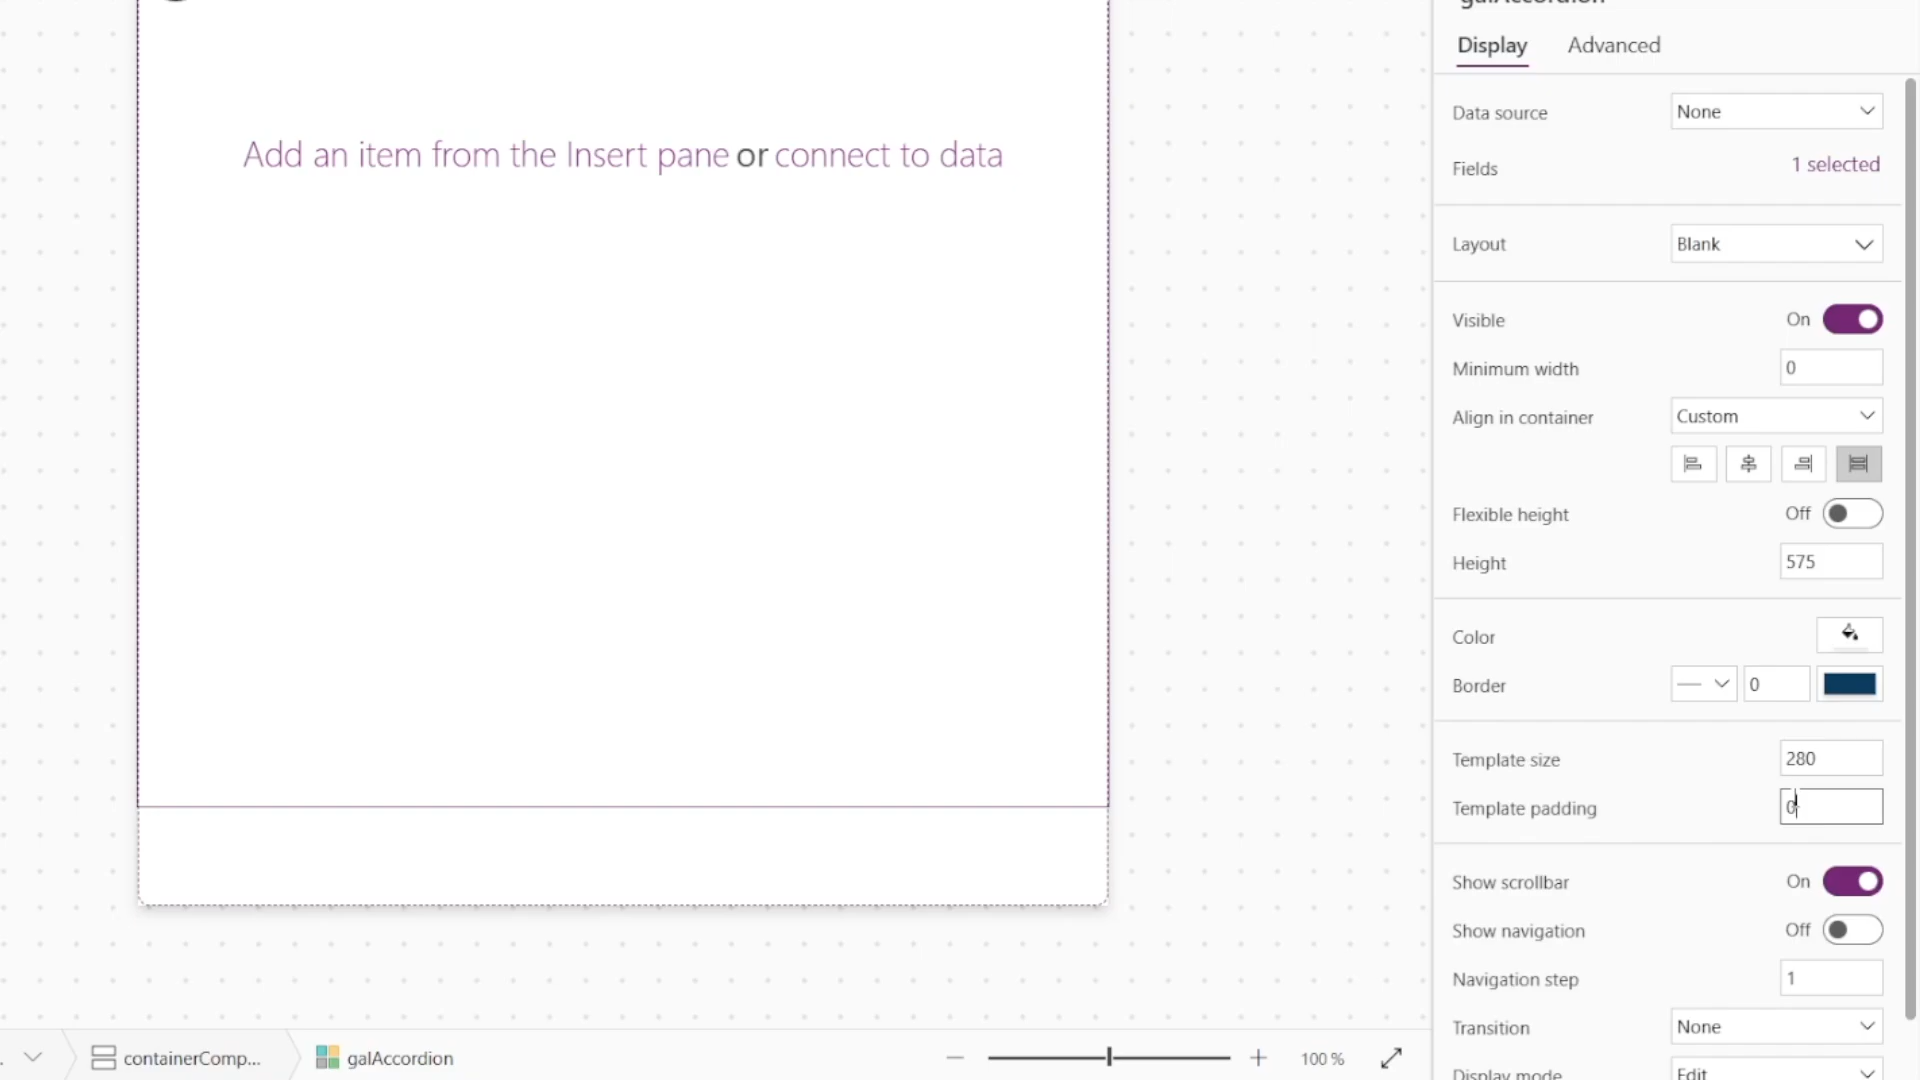 galAccordion
Display Advanced
Data source None
Fields 1 selected
Layout Blank
Visible On
Minimum width 0
Align in container Custom
Flexible height Off
Height 575
Color
Border 0
Template size 280
Template padding 0
Show scrollbar On
Show navigation Off
Navigation step 1
Transition None
Display mode Edit
Add an item from the Insert pane or connect to data
containerComp... galAccordion 100 %